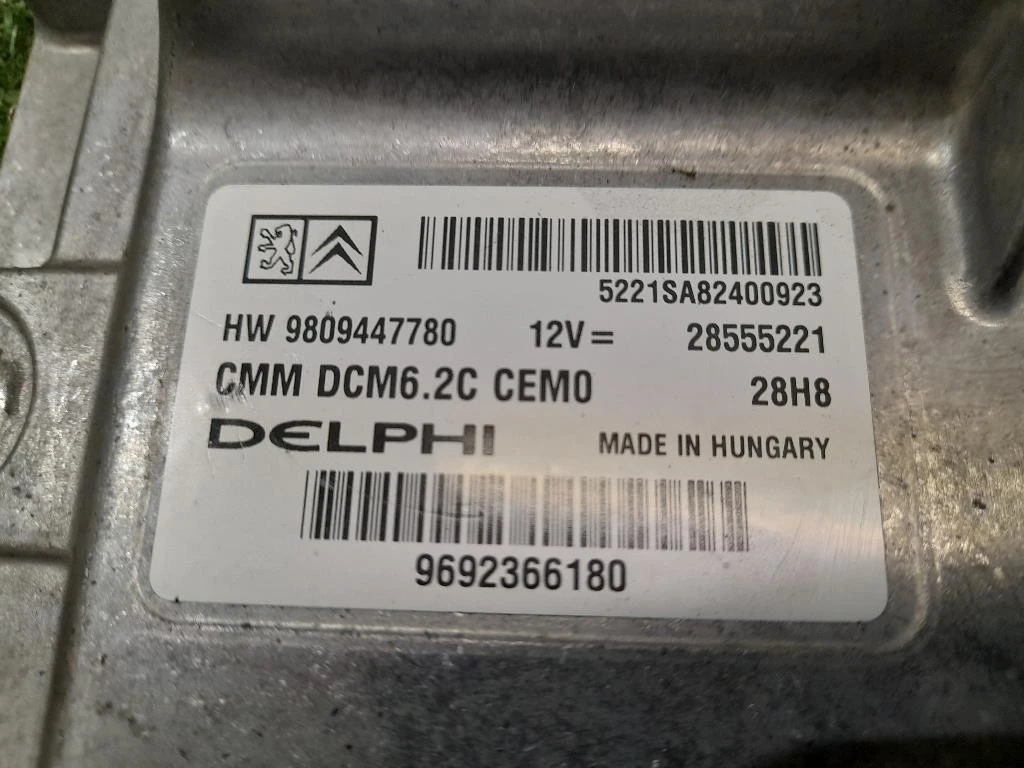 5221SA82400923
HW 9809447780 12V= 28555221
CMM DCM6.2C CEM0 28H8
DELPHI MADE IN HUNGARY
9692366180